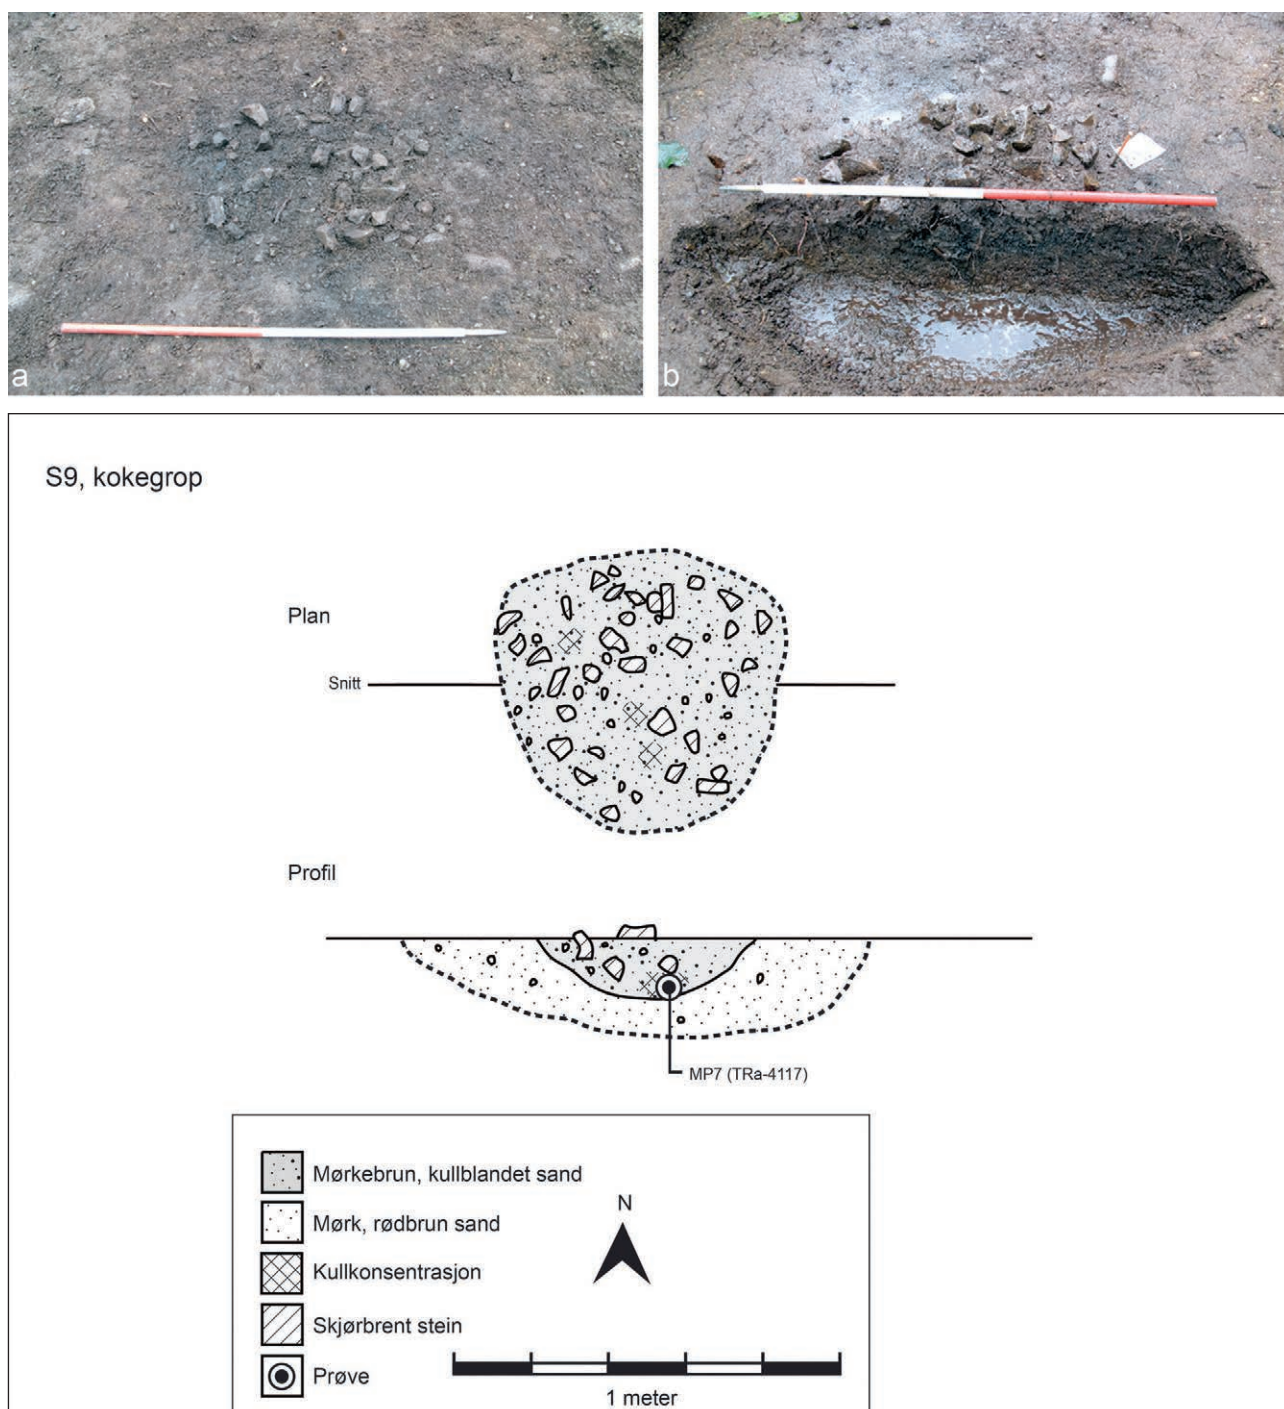 a
b
S9, kokegrop
Plan
Snitt
Profil
MP7 (TRa-4117)
Mørkebrun, kullblandet sand
Mørk, rødbrun sand
Kullkonsentrasjon
Skjørbrent stein
Prøve
N
1 meter